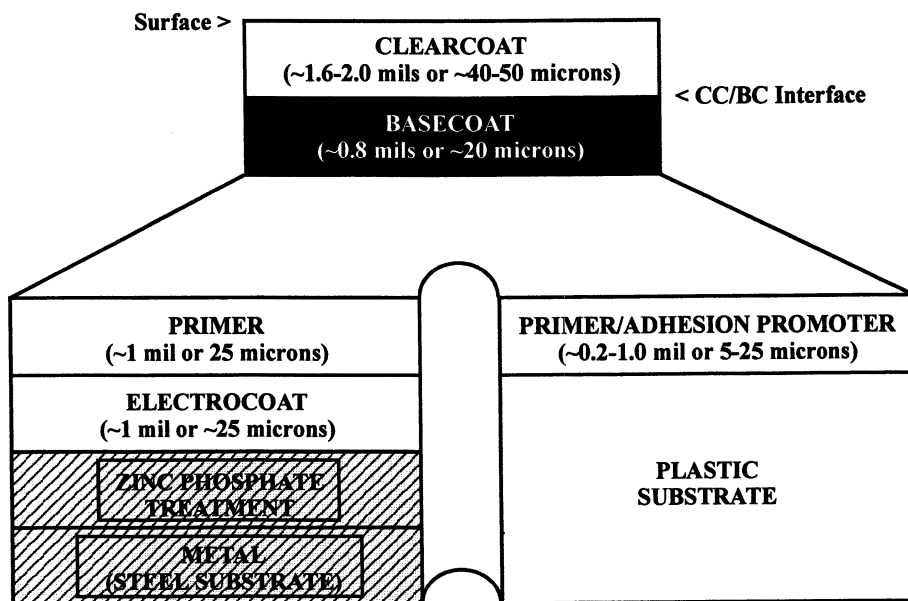 Surface >
CLEARCOAT
(~1.6-2.0 mils or ~40-50 microns)
< CC/BC Interface
BASECOAT
(~0.8 mils or ~20 microns)
PRIMER
(~1 mil or 25 microns)
PRIMER/ADHESION PROMOTER
(~0.2-1.0 mil or 5-25 microns)
ELECTROCOAT
(~1 mil or ~25 microns)
ZINC PHOSPHATE
TREATMENT
PLASTIC
SUBSTRATE
METAL
(STEEL SUBSTRATE)